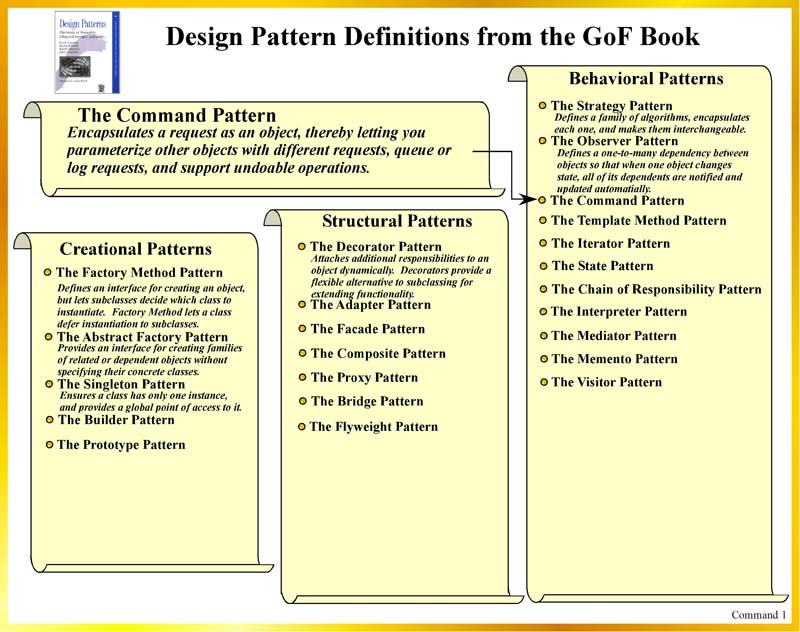 Design Patterns
Design Pattern Definitions from the GoF Book
The Command Pattern
Encapsulates a request as an object, thereby letting you
parameterize other objects with different requests, queue or
log requests, and support undoable operations.
Creational Patterns
The Factory Method Pattern
Defines an interface for creating an object,
but lets subclasses decide which class to
instantiate. Factory Method lets a class
defer instantiation to subclasses.
The Abstract Factory Pattern
Provides an interface for creating families
of related or dependent objects without
specifying their concrete classes.
The Singleton Pattern
Ensures a class has only one instance,
and provides a global point of access to it.
The Builder Pattern
The Prototype Pattern
Structural Patterns
The Decorator Pattern
Attaches additional responsibilities to an
object dynamically. Decorators provide a
flexible alternative to subclassing for
extending functionality.
The Adapter Pattern
The Facade Pattern
The Composite Pattern
The Proxy Pattern
The Bridge Pattern
The Flyweight Pattern
Behavioral Patterns
The Strategy Pattern
Defines a family of algorithms, encapsulates
each one, and makes them interchangeable.
The Observer Pattern
Defines a one-to-many dependency between
objects so that when one object changes
state, all of its dependents are notified and
updated automatially.
The Command Pattern
The Template Method Pattern
The Iterator Pattern
The State Pattern
The Chain of Responsibility Pattern
The Interpreter Pattern
The Mediator Pattern
The Memento Pattern
The Visitor Pattern
Command 1